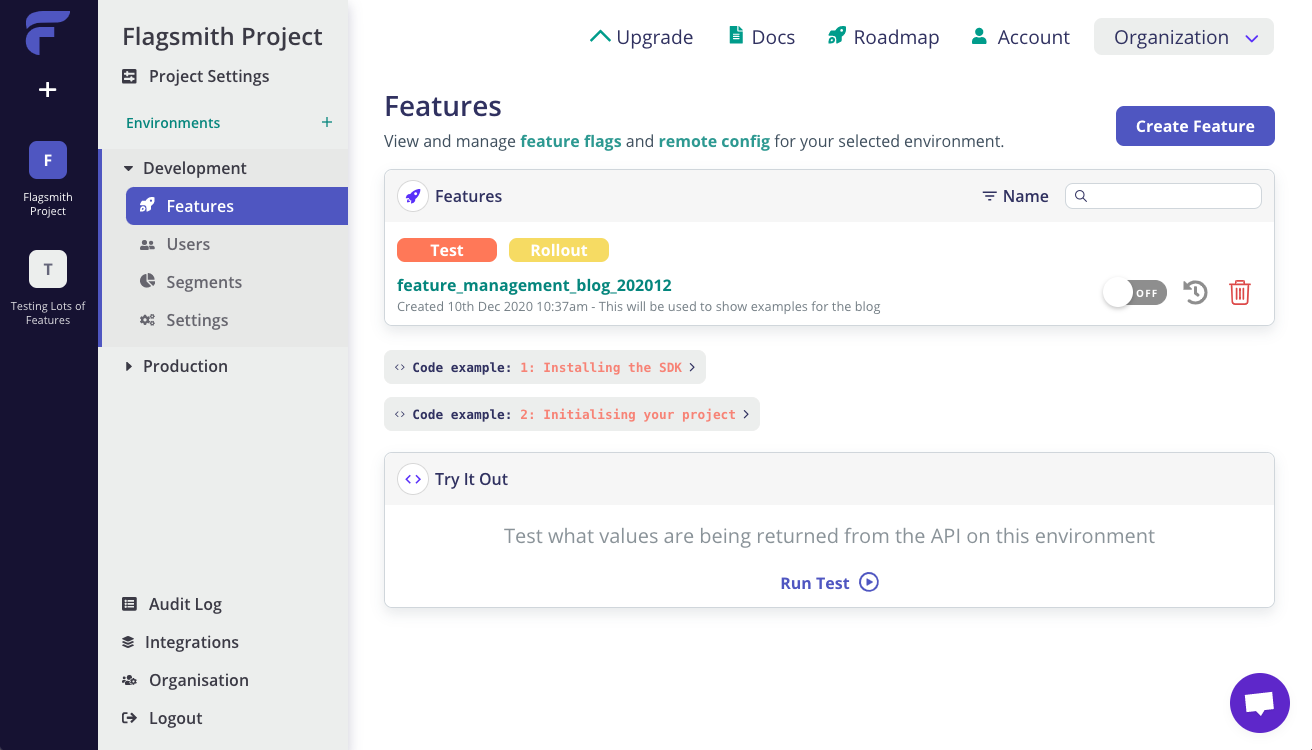 F
Flagsmith
Project
T
Testing Lots of
Features
Flagsmith Project
Project Settings
Environments +
Development
Features
Users
Segments
Settings
Production
Audit Log
Integrations
Organisation
Logout
Upgrade Docs Roadmap Account Organization
Features
View and manage feature flags and remote config for your selected environment.
Create Feature
Features Name
Test Rollout
feature_management_blog_202012
Created 10th Dec 2020 10:37am - This will be used to show examples for the blog
OFF
Code example: 1: Installing the SDK
Code example: 2: Initialising your project
Try It Out
Test what values are being returned from the API on this environment
Run Test